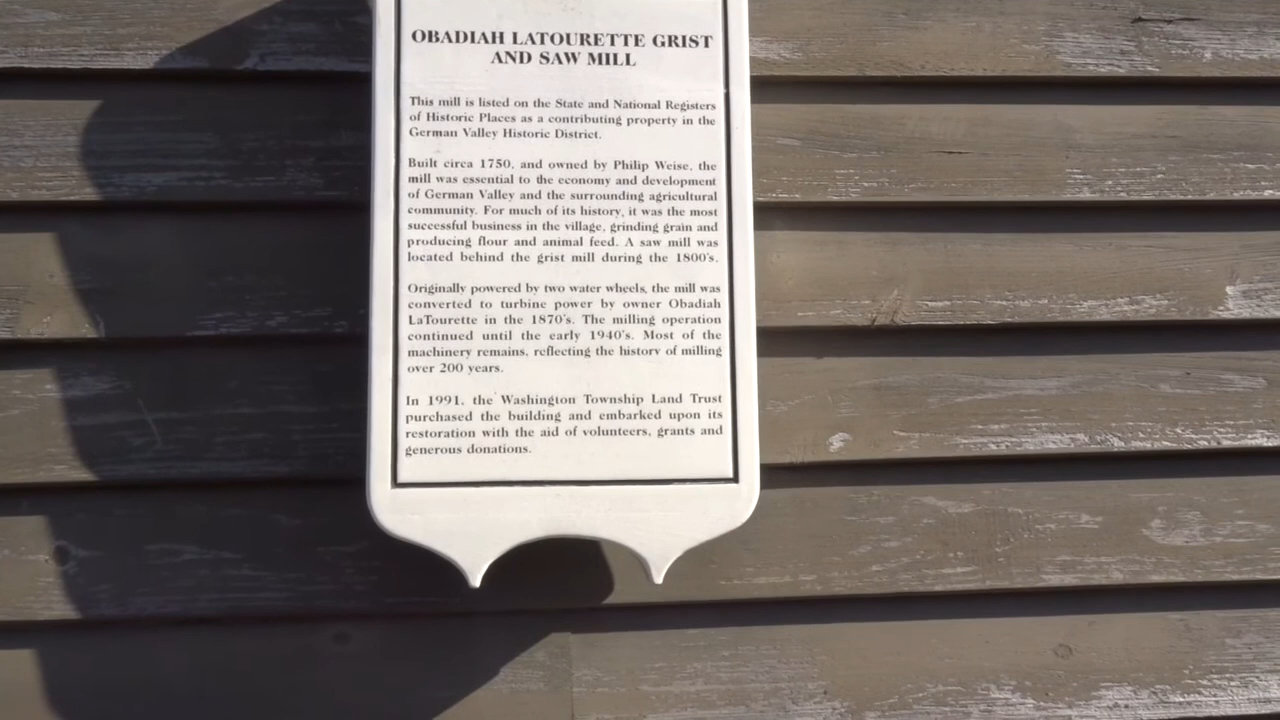 OBADIAH LATOURETTE GRIST
AND SAW MILL
This mill is listed on the State and National Registers
of Historic Places as a contributing property in the
German Valley Historic District.
Built circa 1750, and owned by Philip Weise, the
mill was essential to the economy and development
of German Valley and the surrounding agricultural
community. For much of its history, it was the most
successful business in the village, grinding grain and
producing flour and animal feed. A saw mill was
located behind the grist mill during the 1800's.
Originally powered by two water wheels, the mill was
converted to turbine power by owner Obadiah
LaTourette in the 1870's. The milling operation
continued until the early 1940's. Most of the
machinery remains, reflecting the history of milling
over 200 years.
In 1991, the Washington Township Land Trust
purchased the building and embarked upon its
restoration with the aid of volunteers, grants and
generous donations.